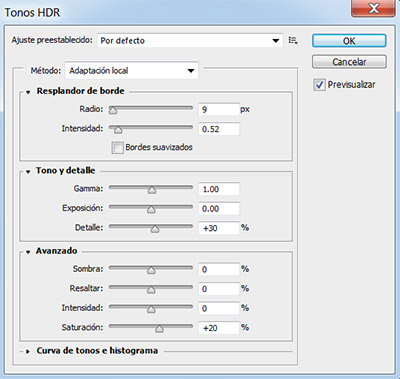 Tonos HDR
Ajuste preestablecido: Por defecto
OK
Cancelar
Previsualizar
Método: Adaptación local
Resplandor de borde
Radio: 9 px
Intensidad: 0.52
Bordes suavizados
Tono y detalle
Gamma: 1.00
Exposición: 0.00
Detalle: +30 %
Avanzado
Sombra: 0 %
Resaltar: 0 %
Intensidad: 0 %
Saturación: +20 %
Curva de tonos e histograma